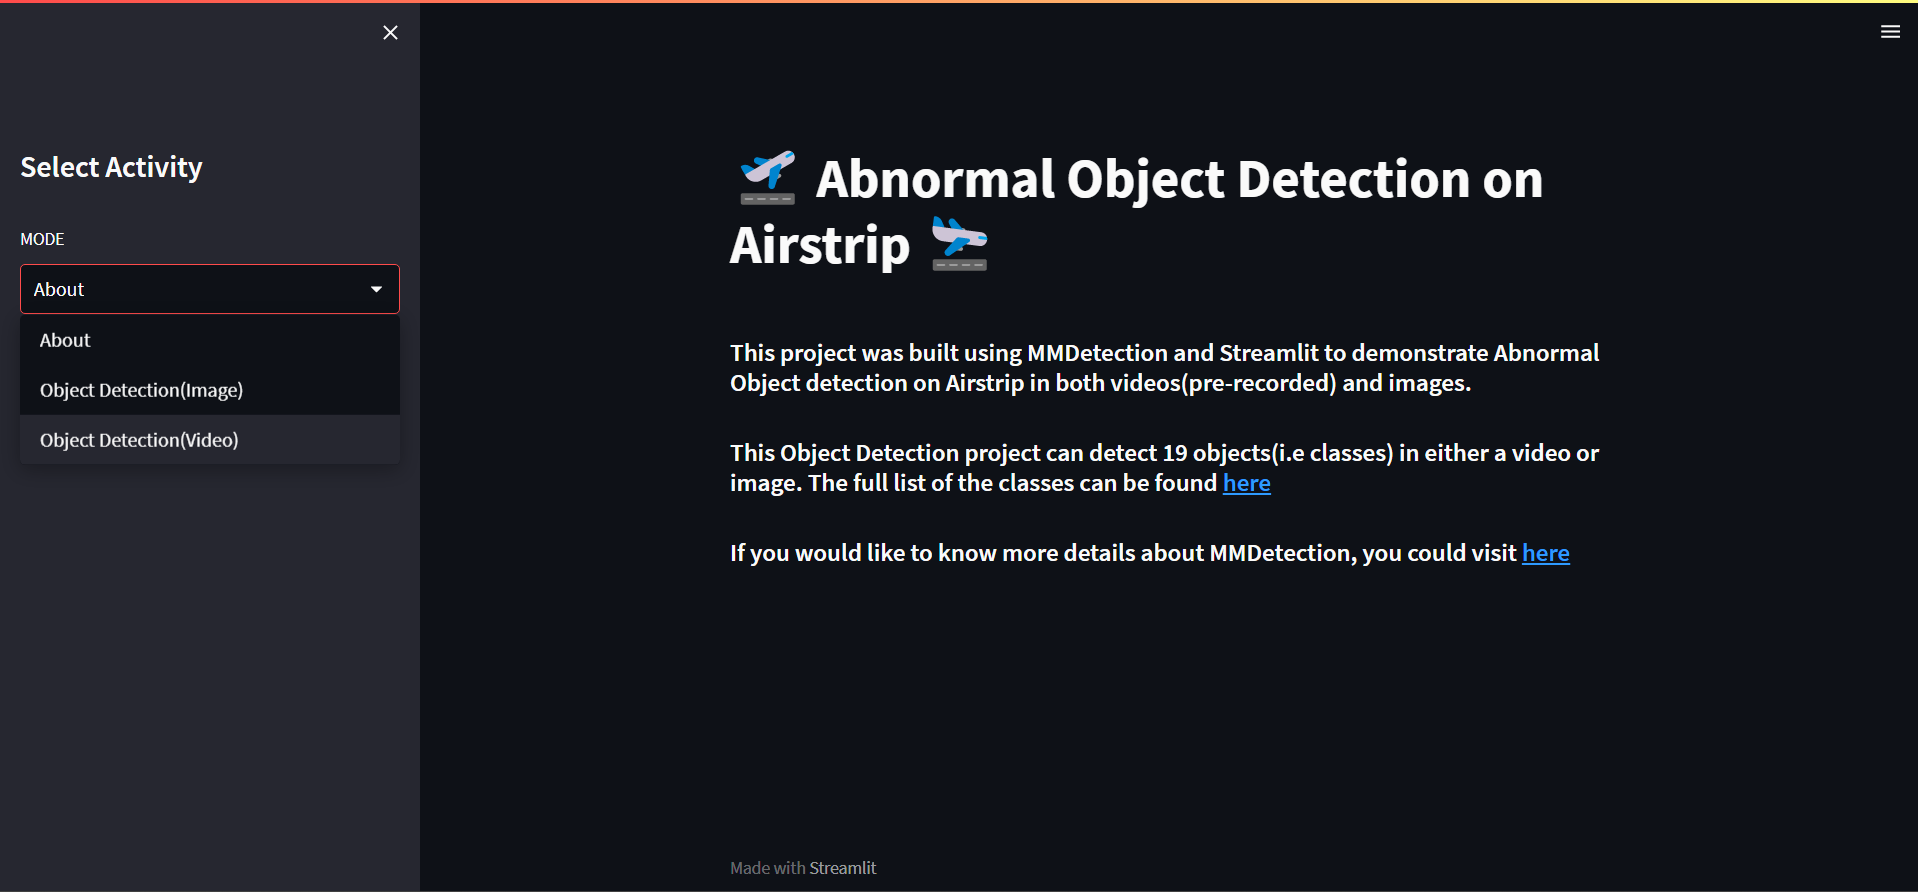 Select Activity
MODE
About
About
Object Detection(Image)
Object Detection(Video)
Abnormal Object Detection on
Airstrip
This project was built using MMDetection and Streamlit to demonstrate Abnormal
Object detection on Airstrip in both videos(pre-recorded) and images.
This Object Detection project can detect 19 objects(i.e classes) in either a video or
image. The full list of the classes can be found here
If you would like to know more details about MMDetection, you could visit here
Made with Streamlit